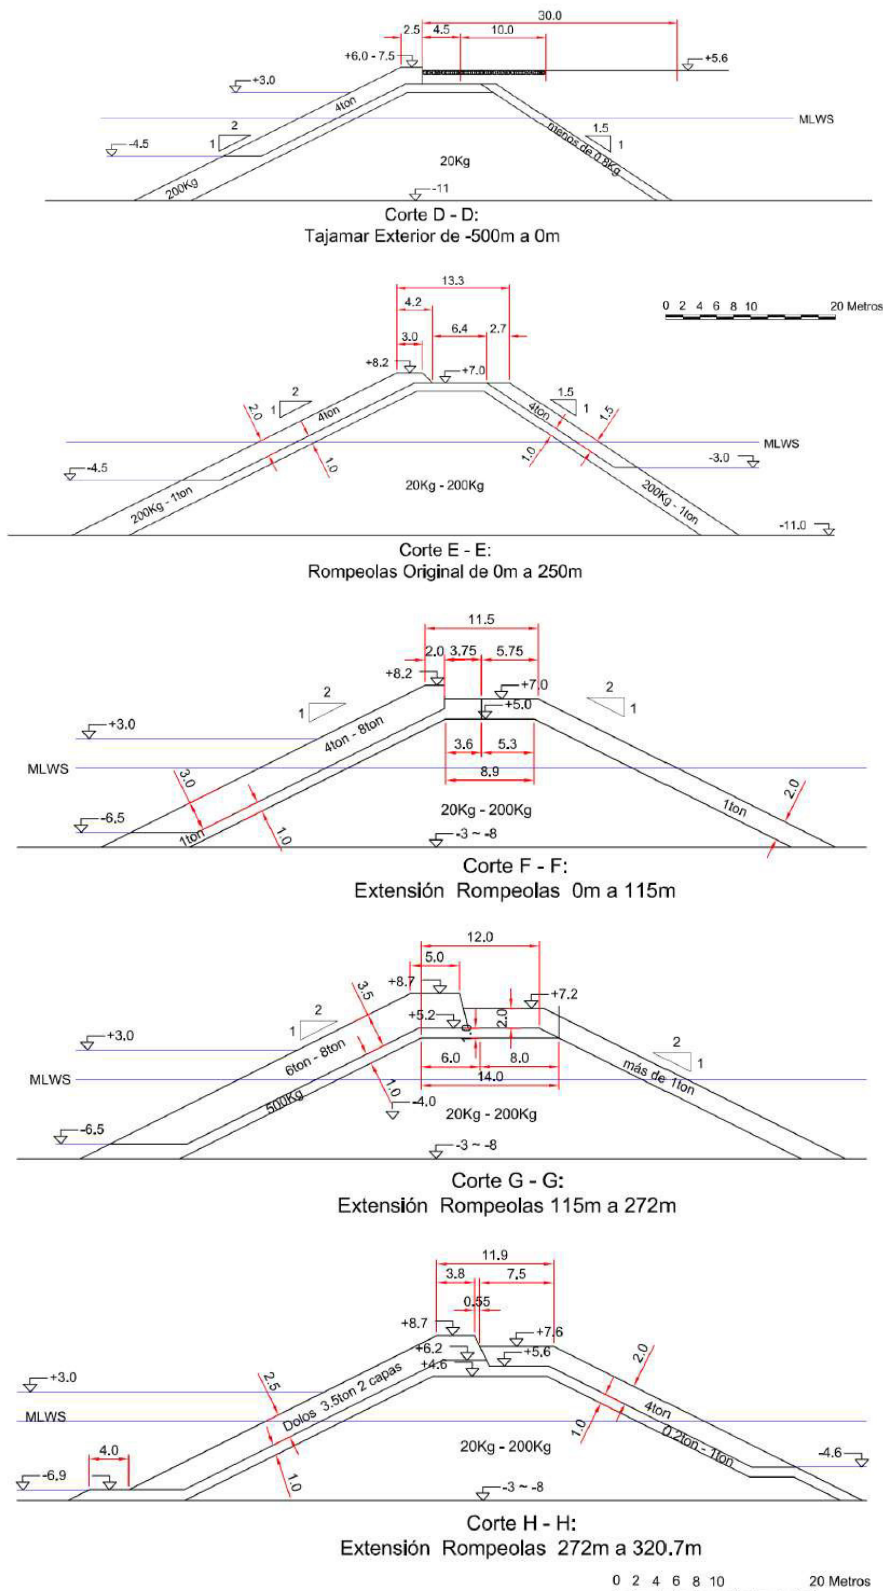 30.0
2.5 4.5 10.0
+6.0 - 7.5
+5.6
+3.0
4ton
2
1
1.5
1
MLWS
-4.5
menos de 0.8Kg
20Kg
200Kg
-11
Corte D - D:
Tajamar Exterior de -500m a 0m
13.3
4.2
6.4 2.7
3.0
0 2 4 6 8 10 20 Metros
+8.2
+7.0
2
1
1.5
1
2.0
4ton
4ton
1.5
MLWS
1.0
1.0
-3.0
-4.5
20Kg - 200Kg
200Kg - 1ton
200Kg - 1ton
-11.0
Corte E - E:
Rompeolas Original de 0m a 250m
11.5
2.0 3.75 5.75
+8.2
+7.0
2
1
2
1
+5.0
+3.0
4ton - 8ton
3.6 5.3
MLWS
8.9
3.0
2.0
20Kg - 200Kg
1ton
-6.5
1ton
1.0
-3 ~ -8
Corte F - F:
Extensión Rompeolas 0m a 115m
12.0
5.0
+8.7
+7.2
3.5
2
1
+5.2
2.0
+3.0
6ton - 8ton
2
1
6.0 8.0
MLWS
14.0
más de 1ton
500Kg
1.0
-4.0
20Kg - 200Kg
-6.5
-3 ~ -8
Corte G - G:
Extensión Rompeolas 115m a 272m
11.9
3.8 7.5
0.55
+8.7
+7.6
+6.2
+5.6
+4.6
2.0
+3.0
2.5
Dolos 3.5ton 2 capas
4ton
MLWS
1.0
0.2ton - 1ton
4.0
20Kg - 200Kg
-4.6
-6.9
1.0
-3 ~ -8
Corte H - H:
Extensión Rompeolas 272m a 320.7m
0 2 4 6 8 10 20 Metros